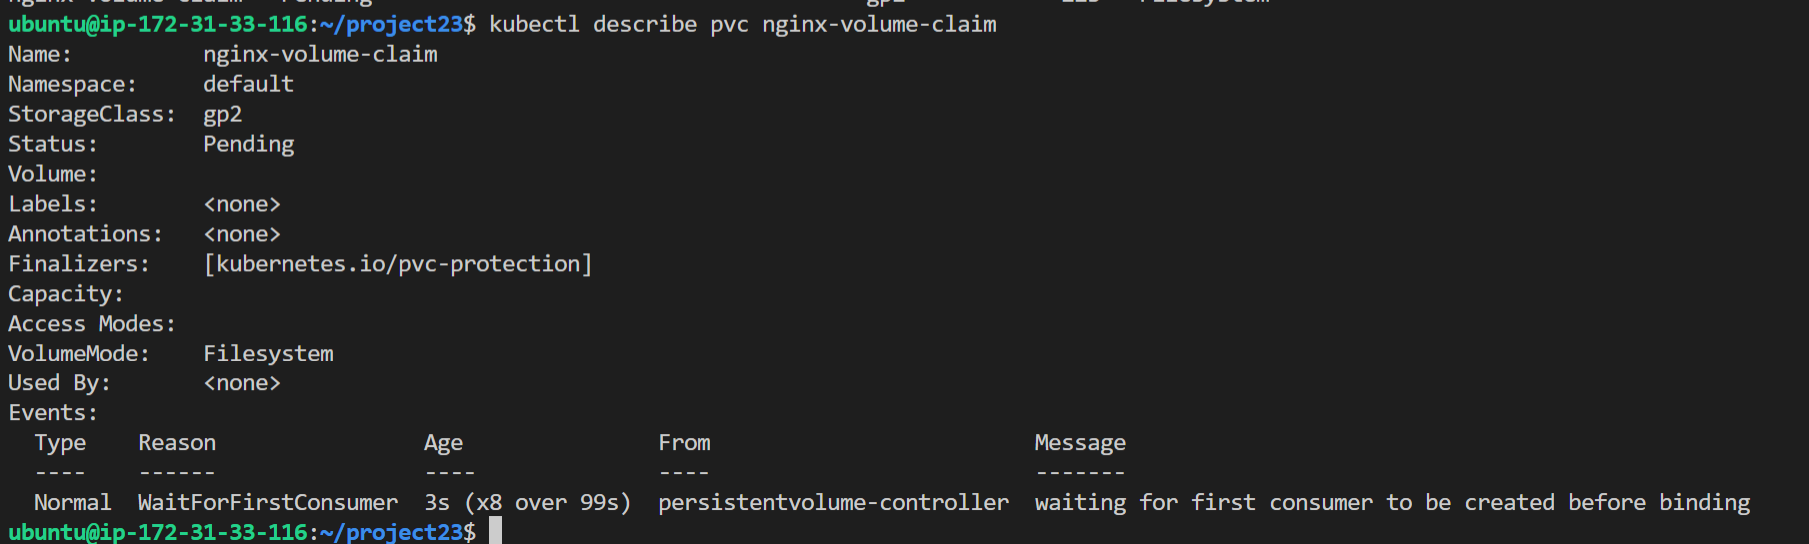 ubuntu@ip-172-31-33-116:~/project23$ kubectl describe pvc nginx-volume-claim
Name:          nginx-volume-claim
Namespace:     default
StorageClass:  gp2
Status:        Pending
Volume:
Labels:        <none>
Annotations:   <none>
Finalizers:    [kubernetes.io/pvc-protection]
Capacity:
Access Modes:
VolumeMode:    Filesystem
Used By:       <none>
Events:
  Type    Reason                Age               From                         Message
  ----    ------                ----              ----                         -------
  Normal  WaitForFirstConsumer  3s (x8 over 99s)  persistentvolume-controller  waiting for first consumer to be created before binding
ubuntu@ip-172-31-33-116:~/project23$